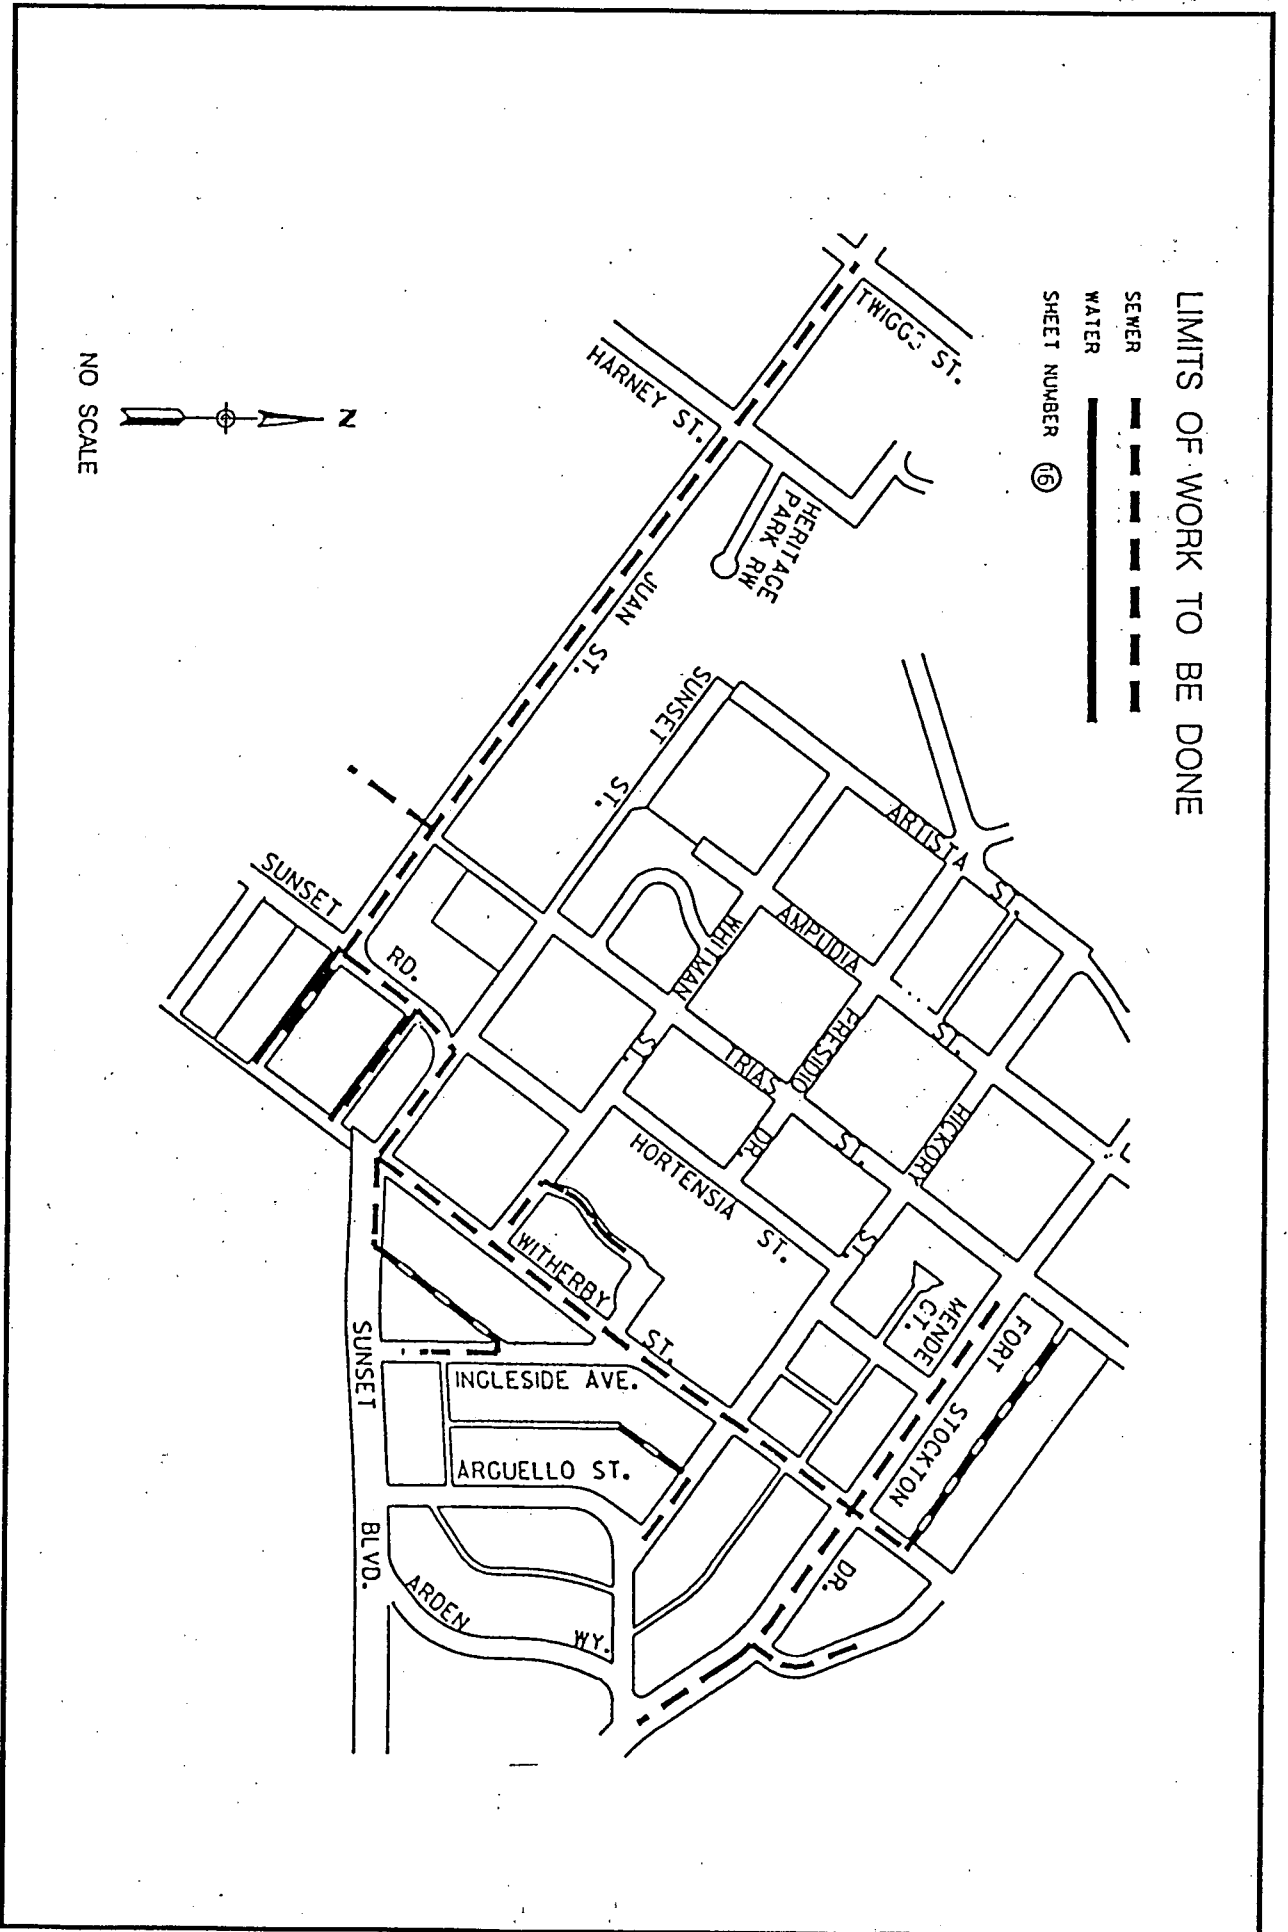 LIMITS OF WORK TO BE DONE
SEWER
WATER
SHEET NUMBER 16
TWIGGS ST.
HARNEY ST.
HERITAGE
PARK RW
JUAN ST.
SUNSET ST.
ARTISTA ST.
AMPUDIA ST.
WHITMAN ST.
PRESIDIO DR.
TRIAS ST.
HICKORY ST.
HORTENSIA ST.
MENDE
CT.
FORT STOCKTON DR.
SUNSET RD.
WITHERBY ST.
INGLESIDE AVE.
ARGUELLO ST.
SUNSET BLVD.
ARDEN WY.
N
NO SCALE